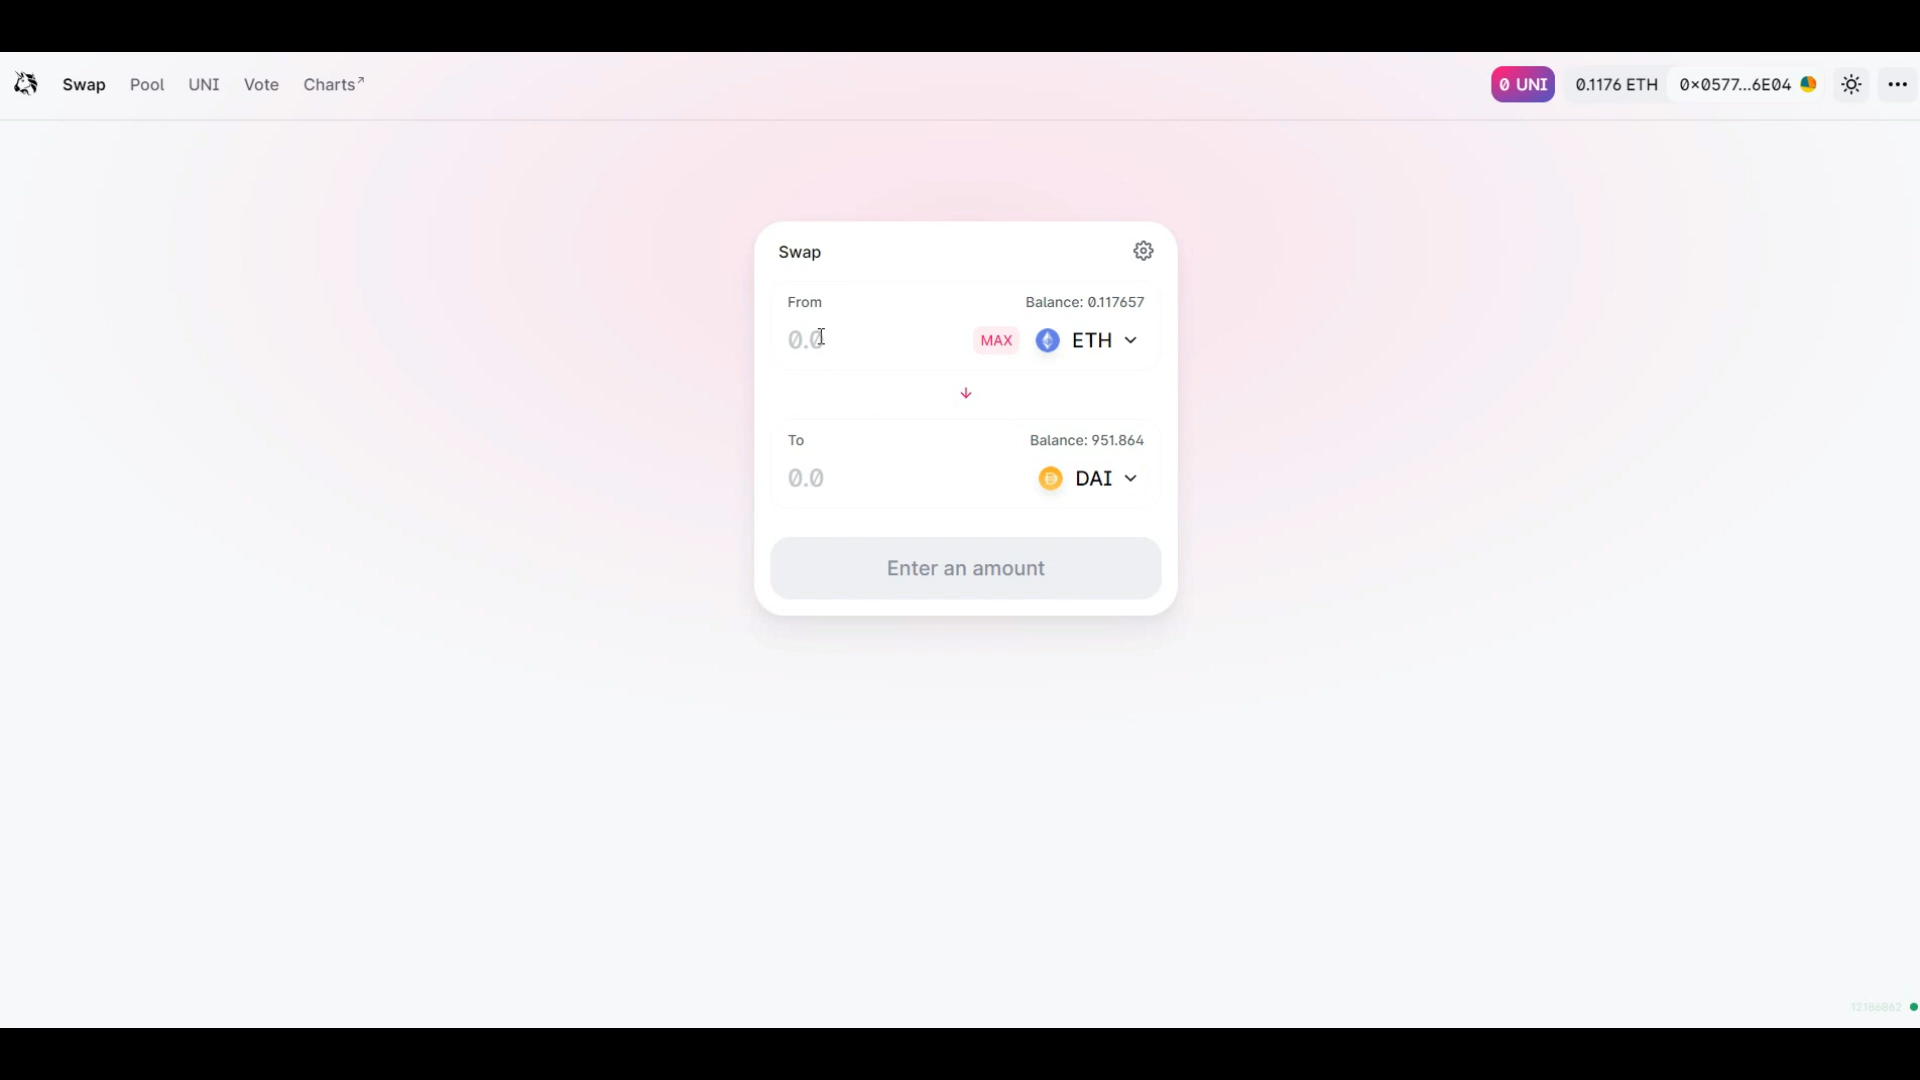 Swap Pool UNI Vote Charts↗ 0 UNI 0.1176 ETH 0x0577...6E04
Swap
From Balance: 0.117657
0.0 MAX ETH
To Balance: 951.864
0.0 DAI
Enter an amount
12186862